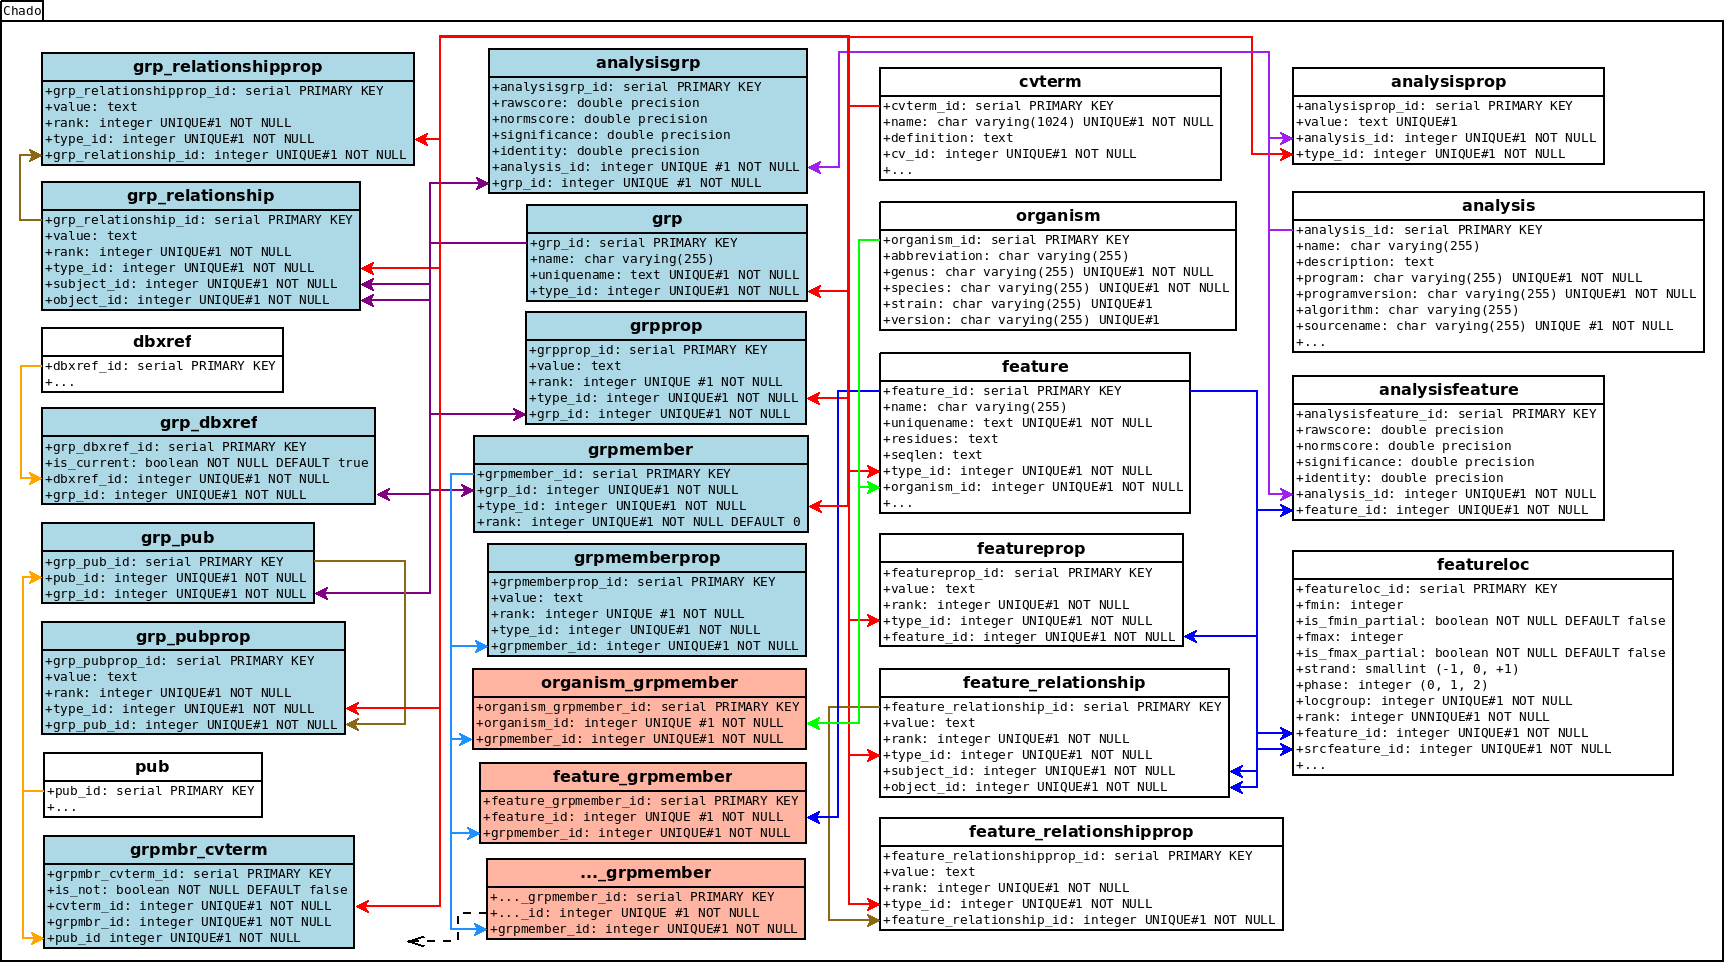 Chado
grp_relationshipprop
+grp_relationshipprop_id: serial PRIMARY KEY
+value: text
+rank: integer UNIQUE#1 NOT NULL
+type_id: integer UNIQUE#1 NOT NULL
+grp_relationship_id: integer UNIQUE#1 NOT NULL
grp_relationship
+grp_relationship_id: serial PRIMARY KEY
+value: text
+rank: integer UNIQUE#1 NOT NULL
+type_id: integer UNIQUE#1 NOT NULL
+subject_id: integer UNIQUE#1 NOT NULL
+object_id: integer UNIQUE#1 NOT NULL
dbxref
+dbxref_id: serial PRIMARY KEY
+...
grp_dbxref
+grp_dbxref_id: serial PRIMARY KEY
+is_current: boolean NOT NULL DEFAULT true
+dbxref_id: integer UNIQUE#1 NOT NULL
+grp_id: integer UNIQUE#1 NOT NULL
grp_pub
+grp_pub_id: serial PRIMARY KEY
+pub_id: integer UNIQUE#1 NOT NULL
+grp_id: integer UNIQUE#1 NOT NULL
grp_pubprop
+grp_pubprop_id: serial PRIMARY KEY
+value: text
+rank: integer UNIQUE#1 NOT NULL
+type_id: integer UNIQUE#1 NOT NULL
+grp_pub_id: integer UNIQUE#1 NOT NULL
pub
+pub_id: serial PRIMARY KEY
+...
grpmbr_cvterm
+grpmbr_cvterm_id: serial PRIMARY KEY
+is_not: boolean NOT NULL DEFAULT false
+cvterm_id: integer UNIQUE#1 NOT NULL
+grpmbr_id: integer UNIQUE#1 NOT NULL
+pub_id integer UNIQUE#1 NOT NULL
analysisgrp
+analysisgrp_id: serial PRIMARY KEY
+rawscore: double precision
+normscore: double precision
+significance: double precision
+identity: double precision
+analysis_id: integer UNIQUE #1 NOT NULL
+grp_id: integer UNIQUE #1 NOT NULL
grp
+grp_id: serial PRIMARY KEY
+name: char varying(255)
+uniquename: text UNIQUE#1 NOT NULL
+type_id: integer UNIQUE#1 NOT NULL
grpprop
+grpprop_id: serial PRIMARY KEY
+value: text
+rank: integer UNIQUE #1 NOT NULL
+type_id: integer UNIQUE#1 NOT NULL
+grp_id: integer UNIQUE#1 NOT NULL
grpmember
+grpmember_id: serial PRIMARY KEY
+grp_id: integer UNIQUE#1 NOT NULL
+type_id: integer UNIQUE#1 NOT NULL
+rank: integer UNIQUE#1 NOT NULL DEFAULT 0
grpmemberprop
+grpmemberprop_id: serial PRIMARY KEY
+value: text
+rank: integer UNIQUE #1 NOT NULL
+type_id: integer UNIQUE#1 NOT NULL
+grpmember_id: integer UNIQUE#1 NOT NULL
organism_grpmember
+organism_grpmember_id: serial PRIMARY KEY
+organism_id: integer UNIQUE #1 NOT NULL
+grpmember_id: integer UNIQUE#1 NOT NULL
feature_grpmember
+feature_grpmember_id: serial PRIMARY KEY
+feature_id: integer UNIQUE #1 NOT NULL
+grpmember_id: integer UNIQUE#1 NOT NULL
..._grpmember
+..._grpmember_id: serial PRIMARY KEY
+..._id: integer UNIQUE #1 NOT NULL
+grpmember_id: integer UNIQUE#1 NOT NULL
cvterm
+cvterm_id: serial PRIMARY KEY
+name: char varying(1024) UNIQUE#1 NOT NULL
+definition: text
+cv_id: integer UNIQUE#1 NOT NULL
+...
organism
+organism_id: serial PRIMARY KEY
+abbreviation: char varying(255)
+genus: char varying(255) UNIQUE#1 NOT NULL
+species: char varying(255) UNIQUE#1 NOT NULL
+strain: char varying(255) UNIQUE#1
+version: char varying(255) UNIQUE#1
feature
+feature_id: serial PRIMARY KEY
+name: char varying(255)
+uniquename: text UNIQUE#1 NOT NULL
+residues: text
+seqlen: text
+type_id: integer UNIQUE#1 NOT NULL
+organism_id: integer UNIQUE#1 NOT NULL
+...
featureprop
+featureprop_id: serial PRIMARY KEY
+value: text
+rank: integer UNIQUE#1 NOT NULL
+type_id: integer UNIQUE#1 NOT NULL
+feature_id: integer UNIQUE#1 NOT NULL
feature_relationship
+feature_relationship_id: serial PRIMARY KEY
+value: text
+rank: integer UNIQUE#1 NOT NULL
+type_id: integer UNIQUE#1 NOT NULL
+subject_id: integer UNIQUE#1 NOT NULL
+object_id: integer UNIQUE#1 NOT NULL
feature_relationshipprop
+feature_relationshipprop_id: serial PRIMARY KEY
+value: text
+rank: integer UNIQUE#1 NOT NULL
+type_id: integer UNIQUE#1 NOT NULL
+feature_relationship_id: integer UNIQUE#1 NOT NULL
analysisprop
+analysisprop_id: serial PRIMARY KEY
+value: text UNIQUE#1
+analysis_id: integer UNIQUE#1 NOT NULL
+type_id: integer UNIQUE#1 NOT NULL
analysis
+analysis_id: serial PRIMARY KEY
+name: char varying(255)
+description: text
+program: char varying(255) UNIQUE#1 NOT NULL
+programversion: char varying(255) UNIQUE#1 NOT NULL
+algorithm: char varying(255)
+sourcename: char varying(255) UNIQUE #1 NOT NULL
+...
analysisfeature
+analysisfeature_id: serial PRIMARY KEY
+rawscore: double precision
+normscore: double precision
+significance: double precision
+identity: double precision
+analysis_id: integer UNIQUE#1 NOT NULL
+feature_id: integer UNIQUE#1 NOT NULL
featureloc
+featureloc_id: serial PRIMARY KEY
+fmin: integer
+is_fmin_partial: boolean NOT NULL DEFAULT false
+fmax: integer
+is_fmax_partial: boolean NOT NULL DEFAULT false
+strand: smallint (-1, 0, +1)
+phase: integer (0, 1, 2)
+locgroup: integer UNIQUE#1 NOT NULL
+rank: integer UNNIQUE#1 NOT NULL
+feature_id: integer UNIQUE#1 NOT NULL
+srcfeature_id: integer UNIQUE#1 NOT NULL
+...